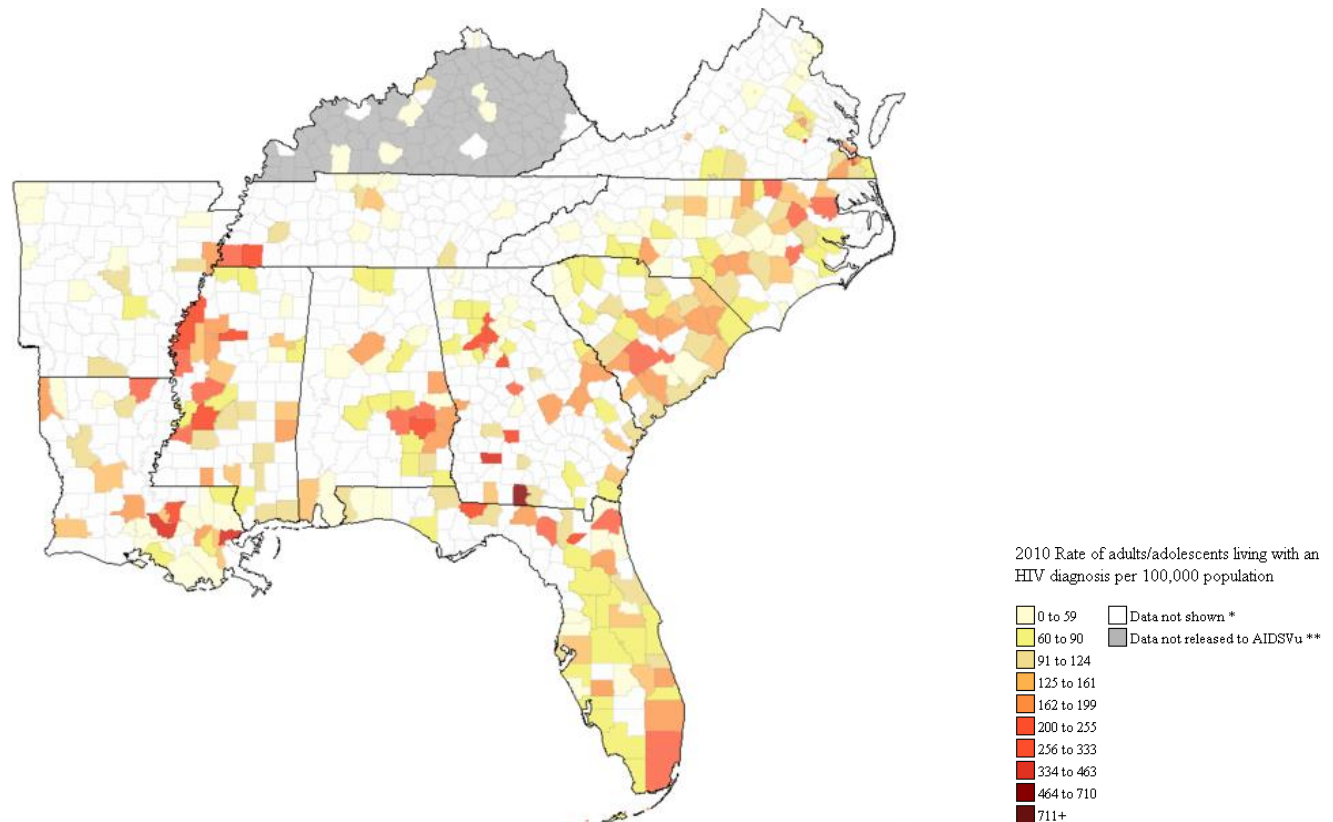 2010 Rate of adults/adolescents living with an
HIV diagnosis per 100,000 population
0 to 59
60 to 90
91 to 124
125 to 161
162 to 199
200 to 255
256 to 333
334 to 463
464 to 710
711+
Data not shown *
Data not released to AIDSVu **